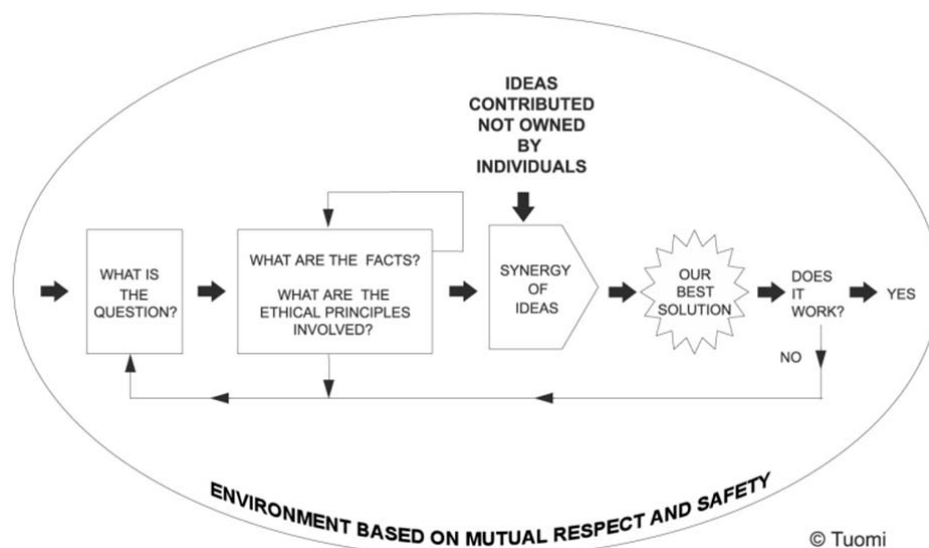 IDEAS
CONTRIBUTED
NOT OWNED
BY
INDIVIDUALS
WHAT IS
THE
QUESTION?
WHAT ARE THE FACTS?
WHAT ARE THE
ETHICAL PRINCIPLES
INVOLVED?
SYNERGY
OF
IDEAS
OUR
BEST
SOLUTION
DOES
IT
WORK?
YES
NO
ENVIRONMENT BASED ON MUTUAL RESPECT AND SAFETY
© Tuomi